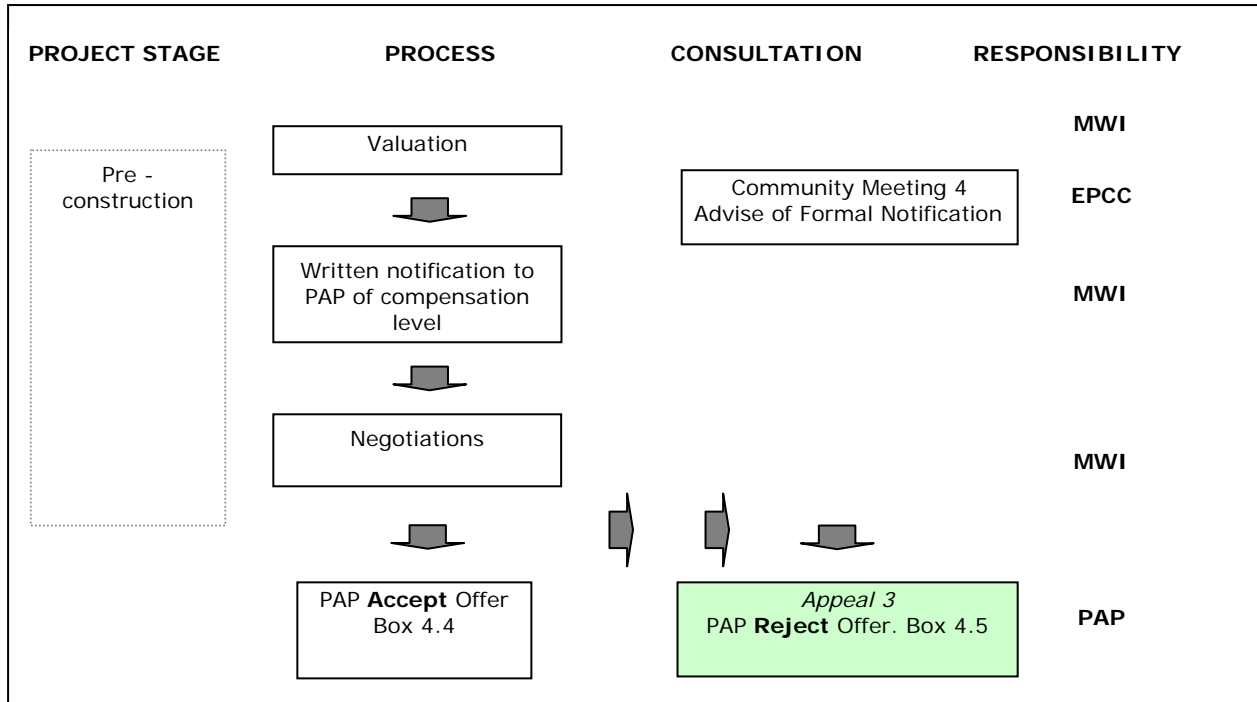 PROJECT STAGE PROCESS CONSULTATION RESPONSIBILITY
MWI
Valuation
Pre -
construction
Community Meeting 4
Advise of Formal Notification
EPCC
Written notification to
PAP of compensation
level
MWI
Negotiations
MWI
PAP Accept Offer
Box 4.4
Appeal 3
PAP Reject Offer. Box 4.5
PAP